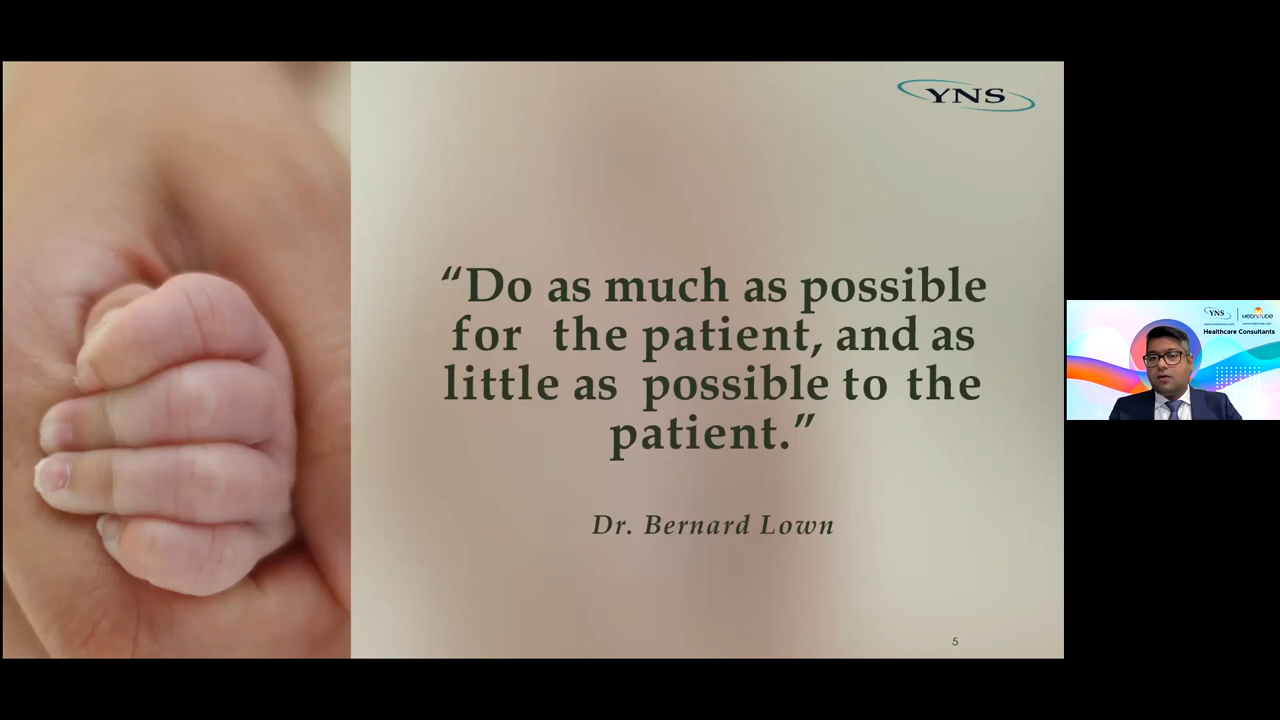 YNS
“Do as much as possible
for the patient, and as
little as possible to the
patient.”
Dr. Bernard Lown
5
YNS
Healthcare Consultants